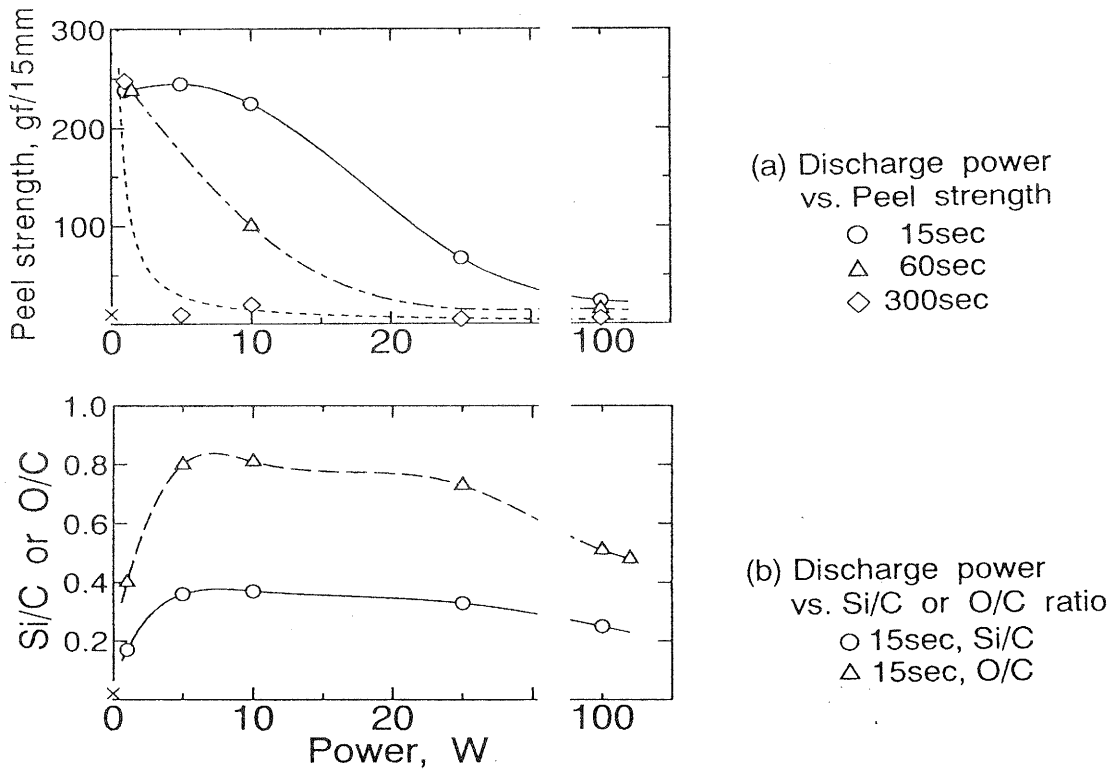 300
200
100
Peel strength, gf/15mm
0
10
20
100
(a) Discharge power
vs. Peel strength
15sec
60sec
300sec
1.0
0.8
0.6
0.4
0.2
Si/C or O/C
0
10
20
100
Power, W
(b) Discharge power
vs. Si/C or O/C ratio
15sec, Si/C
15sec, O/C